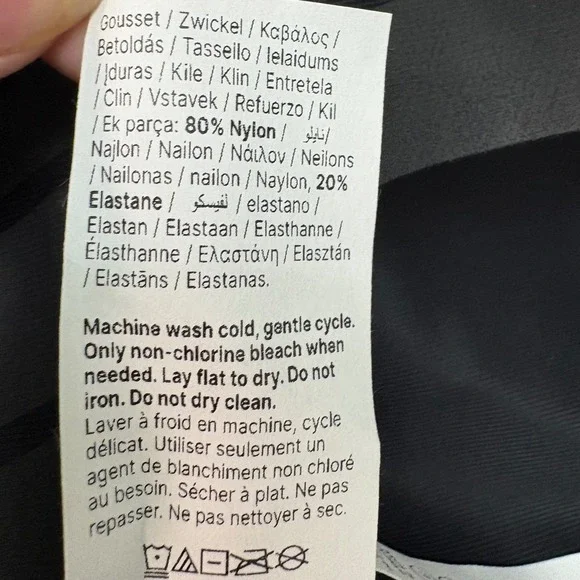 Gousset / Zwickel / Καβάλος /
Betoldás / Tassello / Ielaidums
/ Įduras / Kile / Klin / Entretela
/ Clin / Vstavek / Refuerzo / Kil
/ Ek parça: 80% Nylon / نايلو /
Najlon / Nailon / Νάιλον / Neilons
/ Nailonas / nailon / Naylon, 20%
Elastane / لفيسكو / elastano /
Elastan / Elastaan / Elasthanne /
Élasthanne / Ελαστάνη / Elasztán
/ Elastāns / Elastanas.
Machine wash cold, gentle cycle.
Only non-chlorine bleach when
needed. Lay flat to dry. Do not
iron. Do not dry clean.
Laver à froid en machine, cycle
délicat. Utiliser seulement un
agent de blanchiment non chloré
au besoin. Sécher à plat. Ne pas
repasser. Ne pas nettoyer à sec.